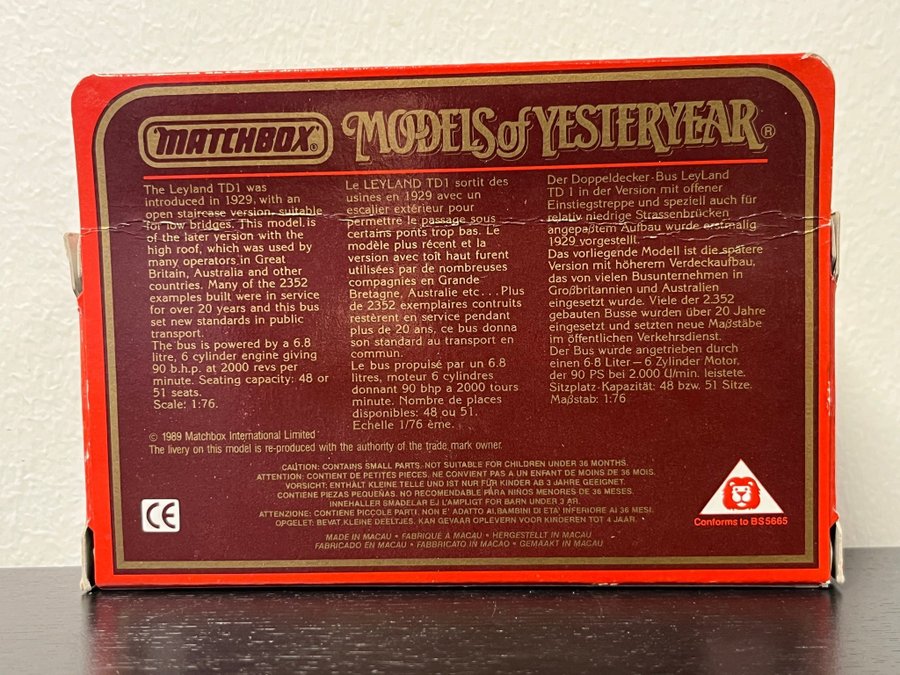 MATCHBOX®
MODELS of YESTERYEAR®
The Leyland TD1 was
introduced in 1929, with an
open staircase version, suitable
for low bridges. This model is
of the later version with the
high roof, which was used by
many operators in Great
Britain, Australia and other
countries. Many of the 2352
examples built were in service
for over 20 years and this bus
set new standards in public
transport.
The bus is powered by a 6.8
litre, 6 cylinder engine giving
90 b.h.p. at 2000 revs per
minute. Seating capacity: 48 or
51 seats.
Scale: 1:76.
Le LEYLAND TD1 sortit des
usines en 1929 avec un
escalier extérieur pour
permettre le passage sous
certains ponts trop bas. Le
modèle plus récent et la
version avec toît haut furent
utilisées par de nombreuses
compagnies en Grande
Bretagne, Australie etc.... Plus
de 2352 exemplaires contruits
restèrent en service pendant
plus de 20 ans, ce bus donna
son standard au transport en
commun.
Le bus propuisé par un 6.8
litres, moteur 6 cylindres
donnant 90 bhp a 2000 tours
minute. Nombre de places
disponibles: 48 ou 51.
Echelle 1/76 ème.
Der Doppeldecker-Bus LeyLand
TD 1 in der Version mit offener
Einstiegstreppe und speziell auch für
relativ niedrige Strassenbrücken
angepaßtem Aufbau wurde erstmalig
1929 vorgestellt.
Das vorliegende Modell ist die spätere
Version mit höherem Verdeckaufbau,
das von vielen Busunternehmen in
Großbritannien und Australien
eingesetzt wurde. Viele der 2.352
gebauten Busse wurden über 20 Jahre
eingesetzt und setzten neue Maßstäbe
im öffentlichen Verkehrsdienst.
Der Bus wurde angetrieben durch
einen 6.8 Liter – 6 Zylinder Motor,
der 90 PS bei 2.000 U/min. leistete.
Sitzplatz-Kapazität: 48 bzw. 51 Sitze.
Maßstab: 1:76
© 1989 Matchbox International Limited
The livery on this model is re-produced with the authority of the trade mark owner.
CAUTION: CONTAINS SMALL PARTS. NOT SUITABLE FOR CHILDREN UNDER 36 MONTHS.
ATTENTION: CONTIENT DE PETITES PIECES. NE CONVIENT PAS A UN ENFANT DE MOINS DE 36 MOIS.
VORSICHT: ENTHÄLT KLEINE TEILE UND IST NUR FÜR KINDER AB 3 JAHRE GEEIGNET.
CONTIENE PIEZAS PEQUEÑAS. NO RECOMENDABLE PARA NINOS MENORES DE 36 MESES.
INNEHALLER SMADELAR EJ LAMPLIGT FOR BARN UNDER 3 AR.
ATTENZIONE: CONTIENE PICCOLE PARTI. NON E' ADATTO AI BAMBINI DI ETA' INFERIORE AI 36 MESI.
OPGELET: BEVAT KLEINE DEELTJES. KAN GEVAAR OPLEVERN VOOR KINDEREN TOT 4 JAAR.
MADE IN MACAU • FABRIQUÉ A MACAU • HERGESTELLT IN MACAU
FABRICADO EN MACAU • FABBRICATO IN MACAO • GEMAAKT IN MACAU
CE
Conforms to BS5665